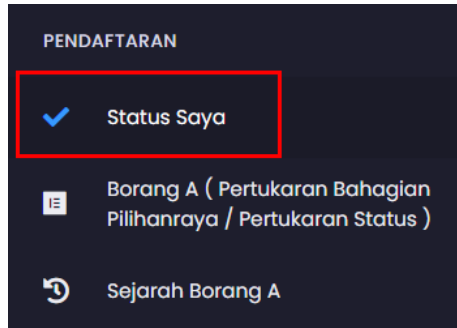 PENDAFTARAN
Status Saya
Borang A ( Pertukaran Bahagian
Pilihanraya / Pertukaran Status )
Sejarah Borang A